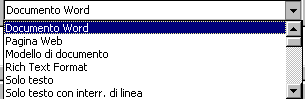 Documento Word
Documento Word
Pagina Web
Modello di documento
Rich Text Format
Solo testo
Solo testo con interr. di linea